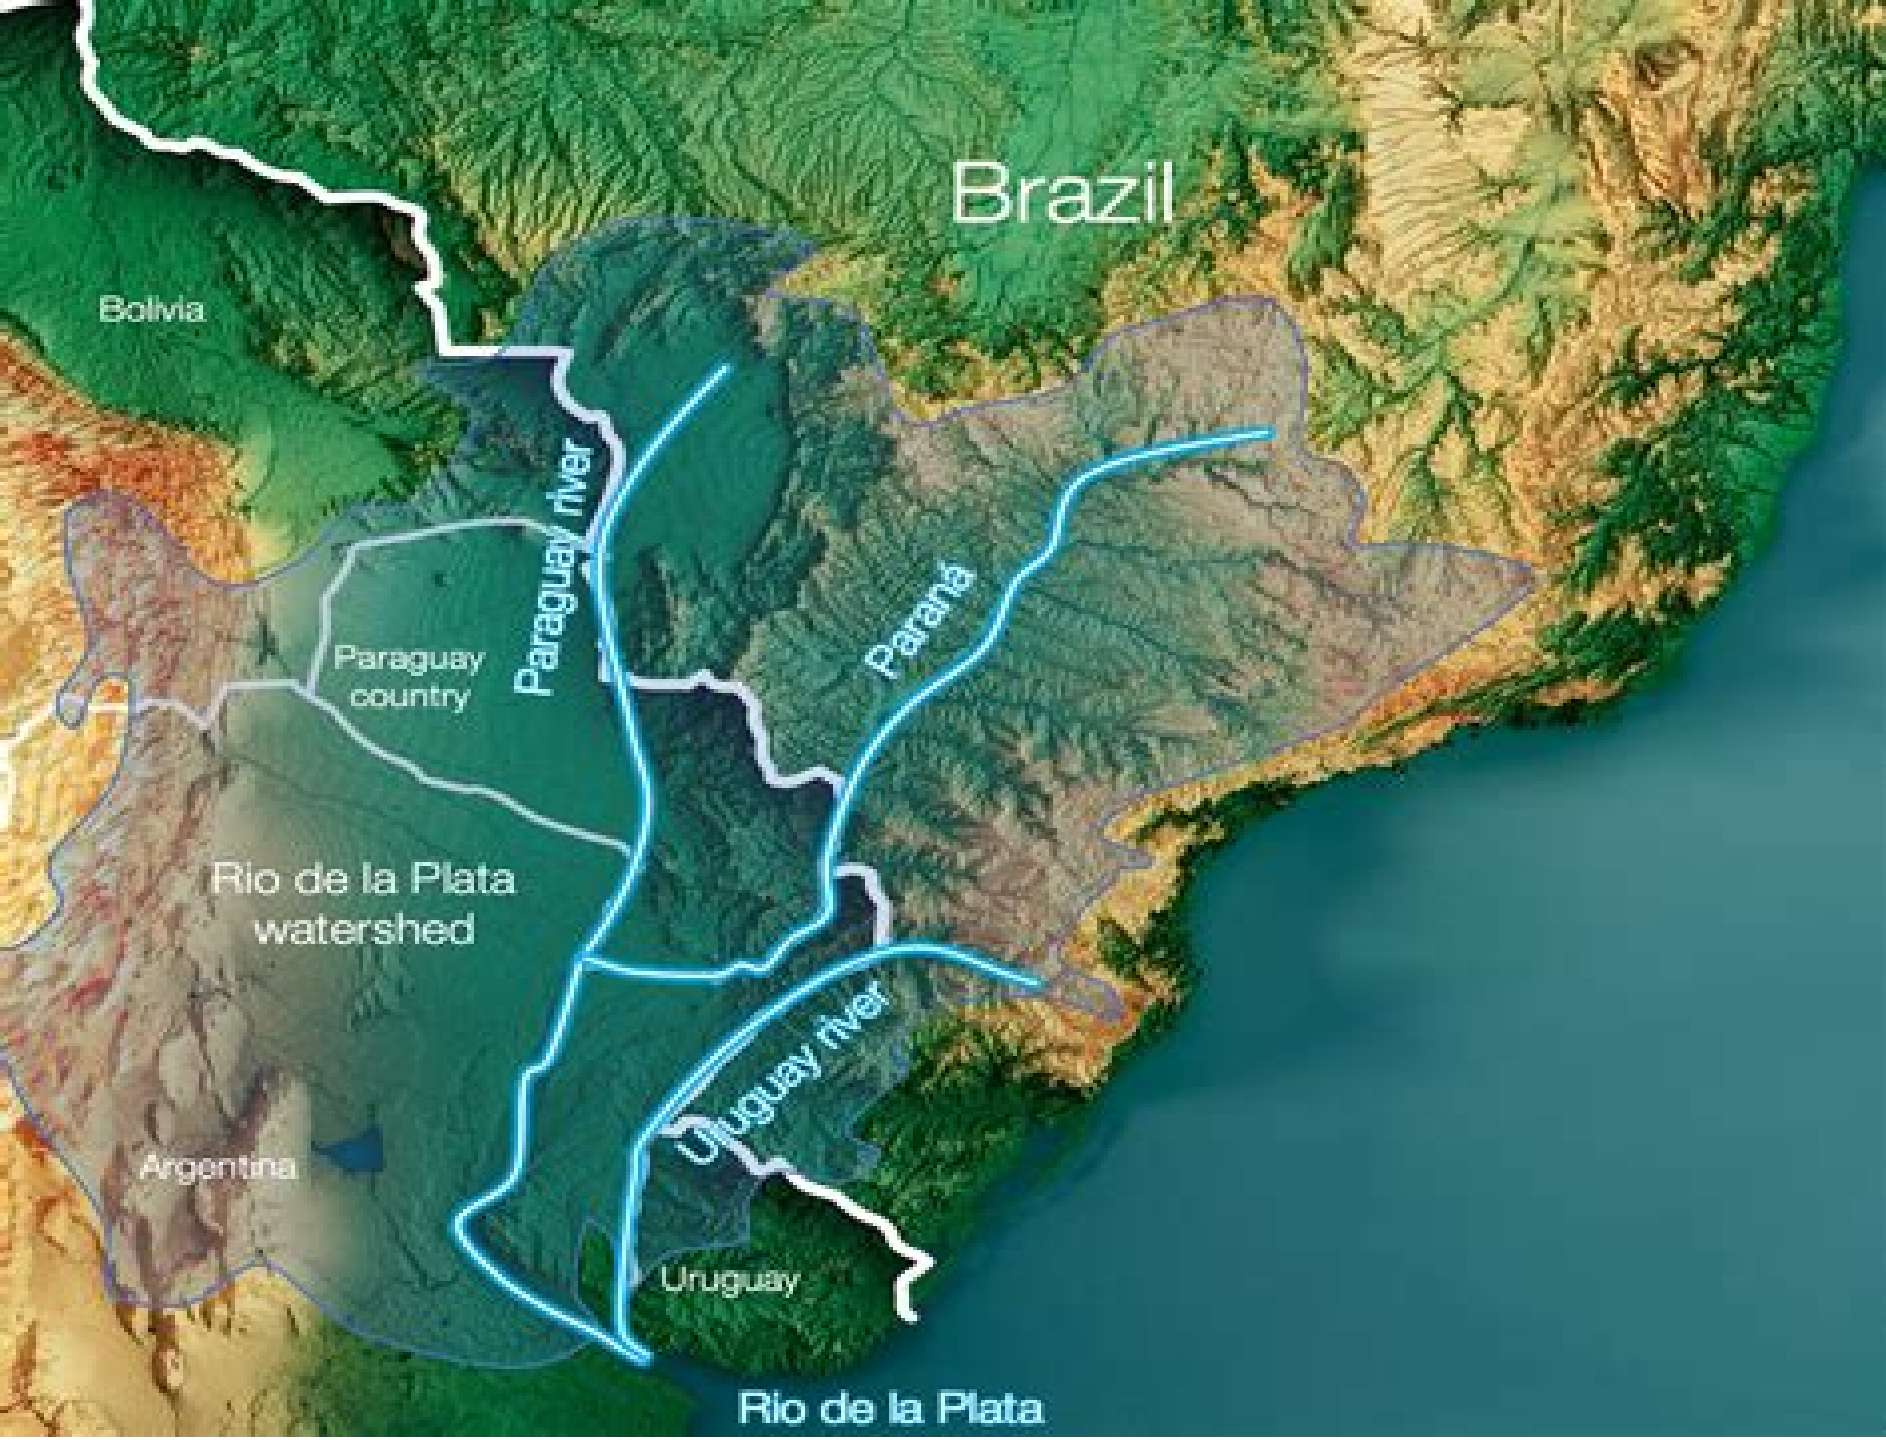 Brazil
Bolivia
Paraguay river
Paraná
Paraguay
country
Rio de la Plata
watershed
Uruguay river
Argentina
Uruguay
Rio de la Plata